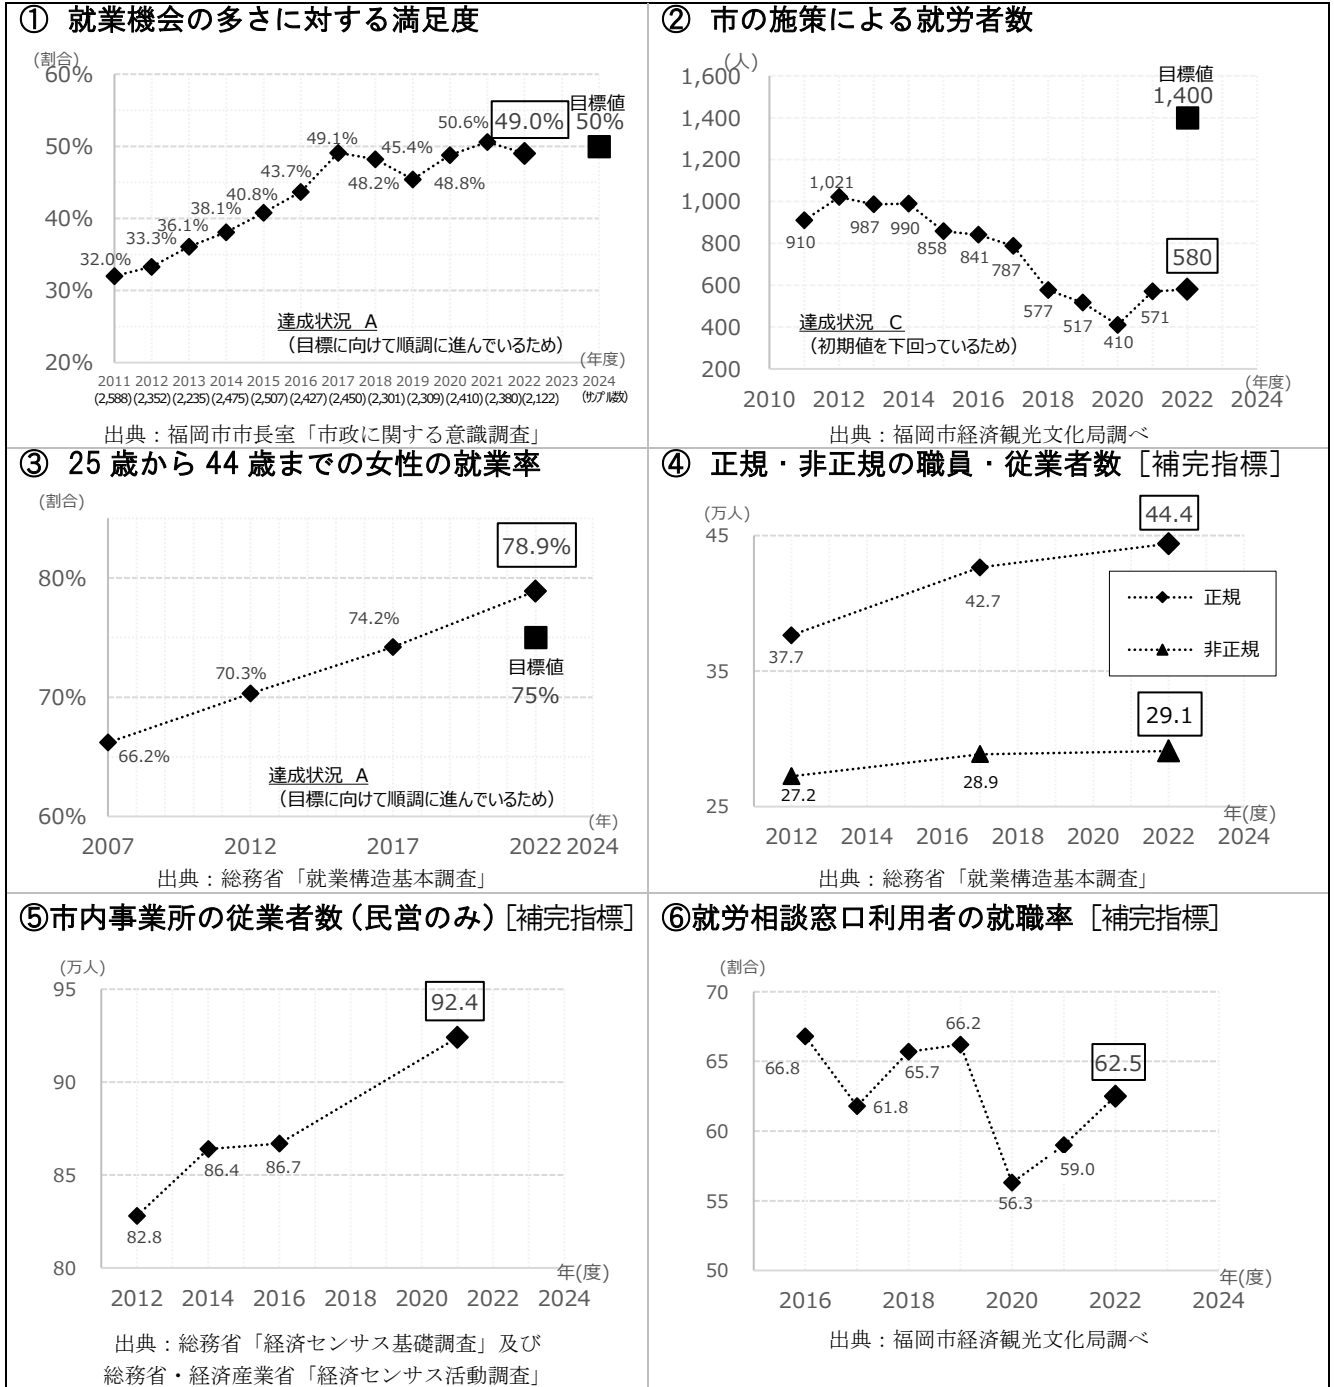 ① 就業機会の多さに対する満足度
(割合)
60%
50%
40%
30%
20%
32.0%
33.3%
36.1%
38.1%
40.8%
43.7%
49.1%
48.2%
45.4%
48.8%
50.6%
49.0%
目標値
50%
達成状況 A
（目標に向けて順調に進んでいるため）
(年度)
2011 2012 2013 2014 2015 2016 2017 2018 2019 2020 2021 2022 2023 2024
(2,588) (2,352) (2,235) (2,475) (2,507) (2,427) (2,450) (2,301) (2,309) (2,410) (2,380) (2,122) (サンプル数)
出典：福岡市市長室「市政に関する意識調査」
② 市の施策による就労者数
(人)
1,600
1,400
1,200
1,000
800
600
400
200
910
1,021
987
990
858
841
787
577
517
410
571
580
目標値
1,400
達成状況 C
（初期値を下回っているため）
(年度)
2010 2012 2014 2016 2018 2020 2022 2024
出典：福岡市経済観光文化局調べ
③ 25歳から44歳までの女性の就業率
(割合)
80%
70%
60%
66.2%
70.3%
74.2%
78.9%
目標値
75%
達成状況 A
（目標に向けて順調に進んでいるため）
(年)
2007 2012 2017 2022 2024
出典：総務省「就業構造基本調査」
④ 正規・非正規の職員・従業者数［補完指標］
(万人)
45
35
25
37.7
42.7
44.4
正規
非正規
27.2
28.9
29.1
年(度)
2012 2014 2016 2018 2020 2022 2024
出典：総務省「就業構造基本調査」
⑤市内事業所の従業者数（民営のみ）［補完指標］
(万人)
95
90
85
80
82.8
86.4
86.7
92.4
年(度)
2012 2014 2016 2018 2020 2022 2024
出典：総務省「経済センサス基礎調査」及び
総務省・経済産業省「経済センサス活動調査」
⑥就労相談窓口利用者の就職率［補完指標］
(割合)
70
65
60
55
50
66.8
61.8
65.7
66.2
56.3
59.0
62.5
年(度)
2016 2018 2020 2022 2024
出典：福岡市経済観光文化局調べ